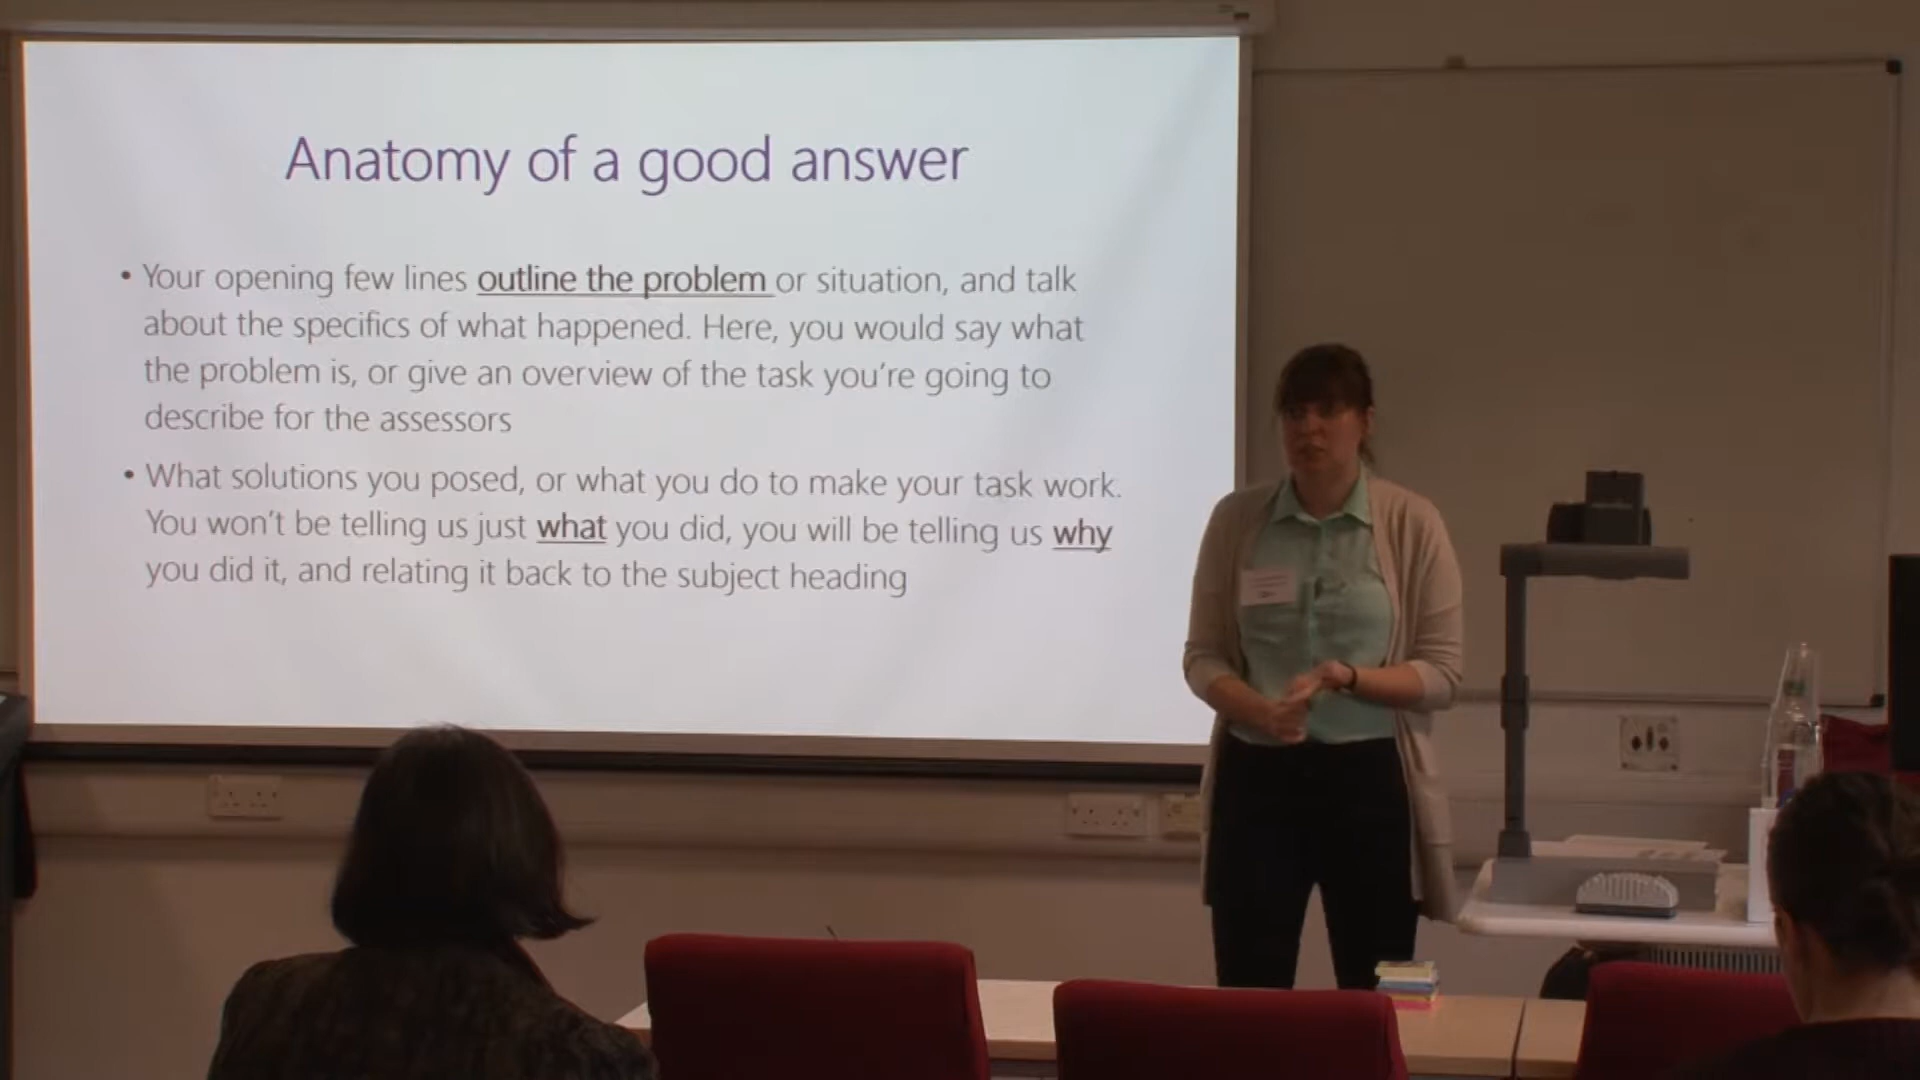 Anatomy of a good answer
• Your opening few lines outline the problem or situation, and talk
about the specifics of what happened. Here, you would say what
the problem is, or give an overview of the task you're going to
describe for the assessors
• What solutions you posed, or what you do to make your task work.
You won't be telling us just what you did, you will be telling us why
you did it, and relating it back to the subject heading